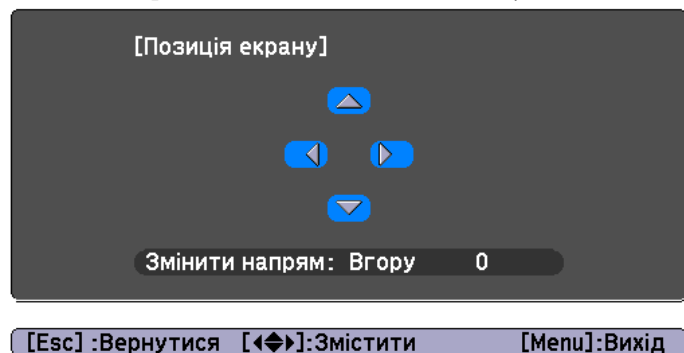 [Позиція екрану]
Змінити напрям: Вгору 0
[Esc] :Вернутися [◀◆▶]:Змістити [Menu]:Вихід